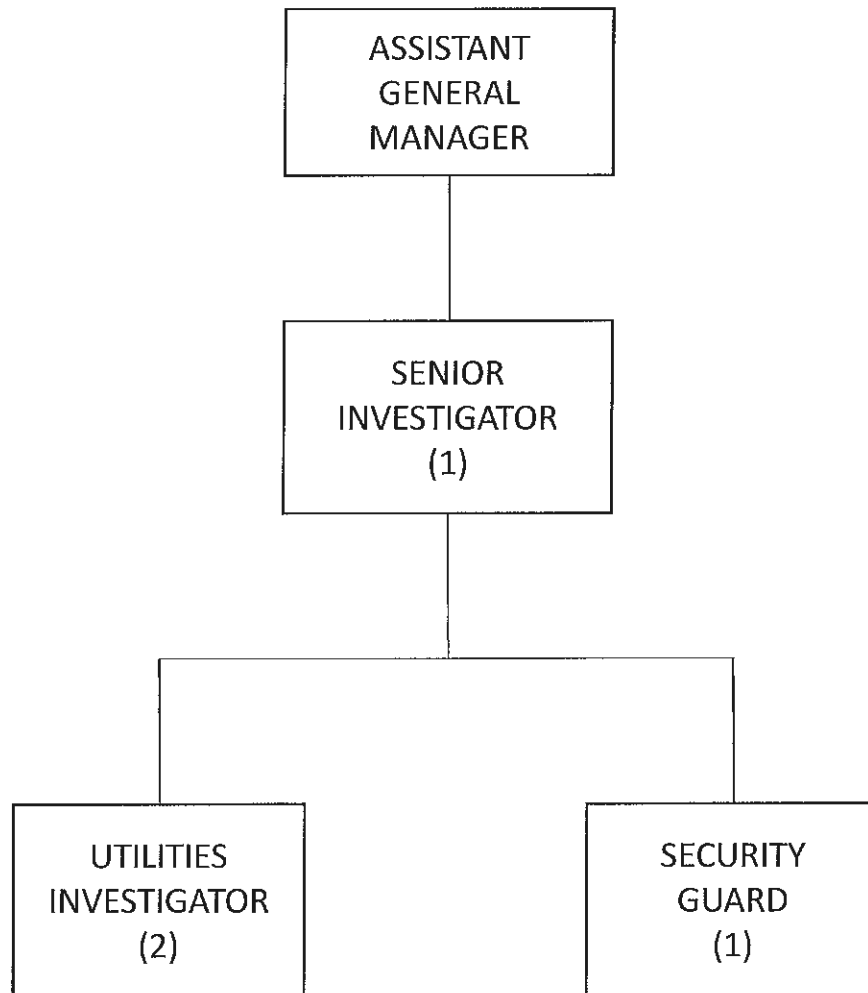 ASSISTANT
GENERAL
MANAGER
SENIOR
INVESTIGATOR
(1)
UTILITIES
INVESTIGATOR
(2)
SECURITY
GUARD
(1)